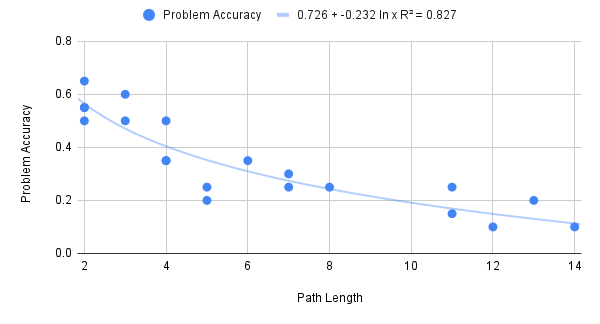 Problem Accuracy 0.726 + -0.232 ln x R² = 0.827
0.8
0.6
0.4
0.2
0.0
Problem Accuracy
2 4 6 8 10 12 14
Path Length